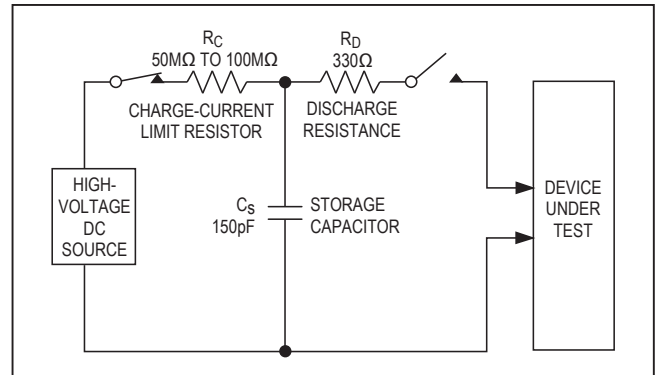 RC
50MΩ TO 100MΩ
CHARGE-CURRENT
LIMIT RESISTOR
RD
330Ω
DISCHARGE
RESISTANCE
HIGH-
VOLTAGE
DC
SOURCE
CS
150pF
STORAGE
CAPACITOR
DEVICE
UNDER
TEST